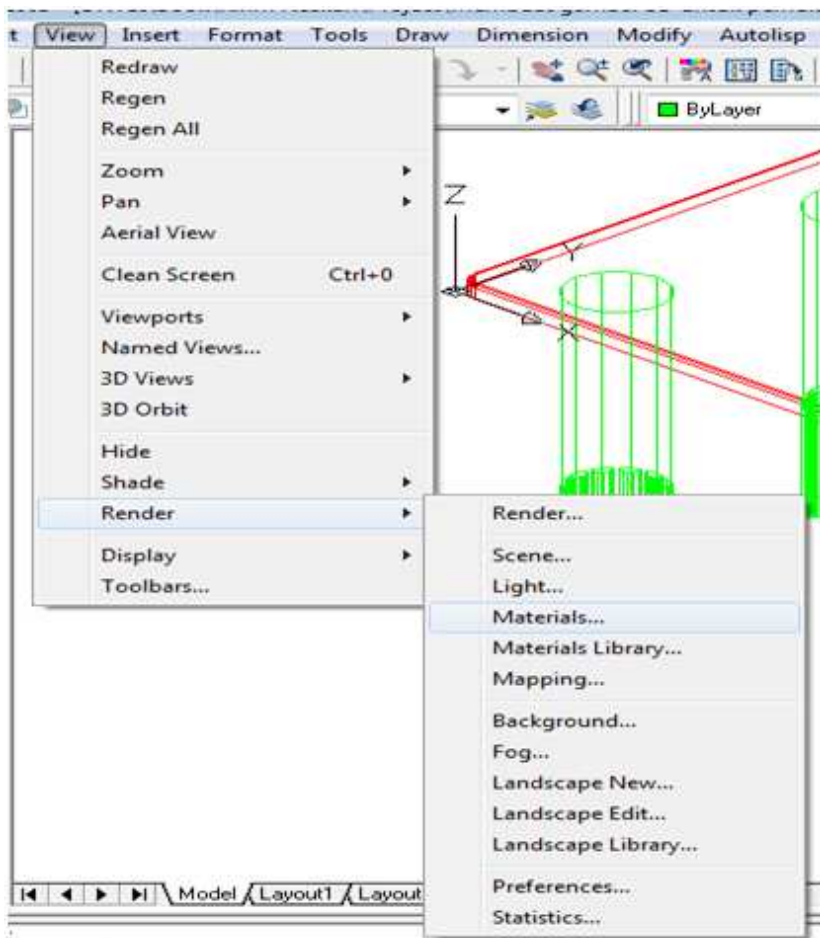 View Insert Format Tools Draw Dimension Modify Autolisp
Redraw
Regen
Regen All
ByLayer
Zoom
Pan
Aerial View
Clean Screen Ctrl+0
Viewports
Named Views...
3D Views
3D Orbit
Hide
Shade
Render
Display
Toolbars...
Z
Y
X
Render...
Scene...
Light...
Materials...
Materials Library...
Mapping...
Background...
Fog...
Landscape New...
Landscape Edit...
Landscape Library...
Preferences...
Statistics...
Model Layout1 Layout